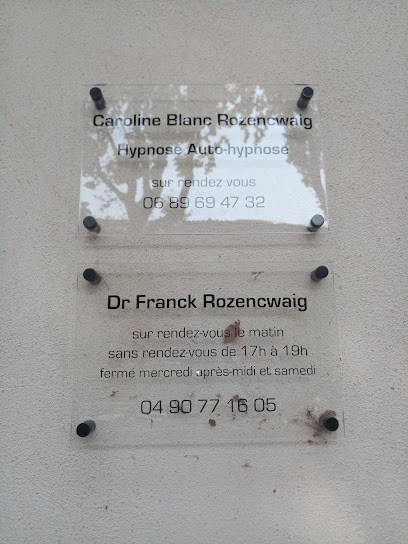 Caroline Blanc Rozencwaig
Hypnose Auto-hypnose
sur rendez vous
06 89 69 47 32
Dr Franck Rozencwaig
sur rendez-vous le matin
sans rendez-vous de 17h à 19h
fermé mercredi après-midi et samedi
04 90 77 16 05